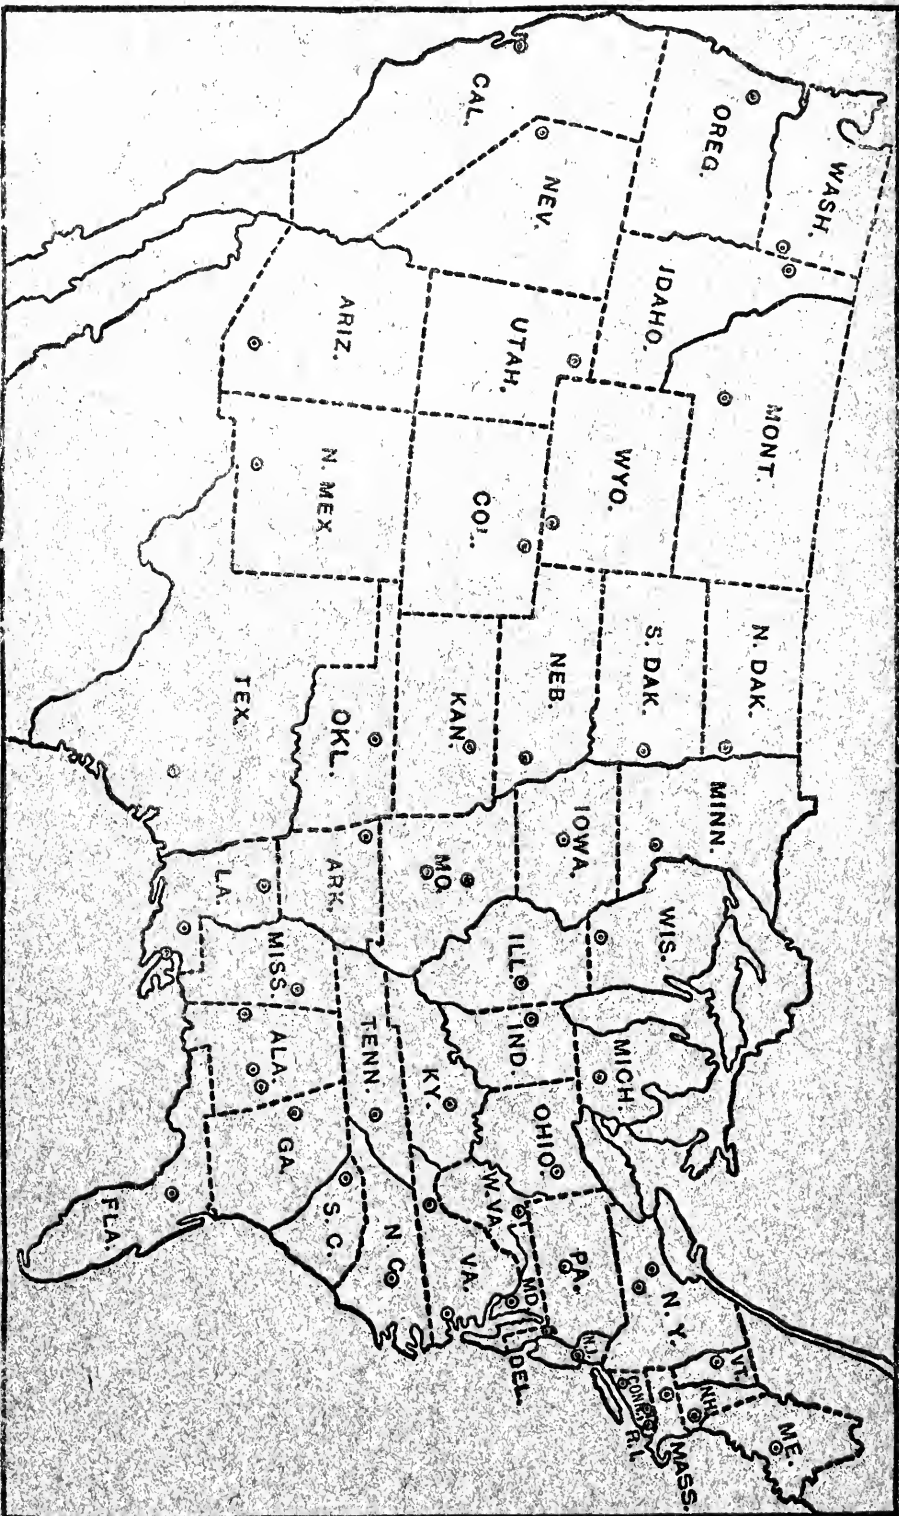 WASH.
OREG.
CAL.
NEV.
IDAHO.
MONT.
WYO.
UTAH.
ARIZ.
COL.
N. MEX.
N. DAK.
S. DAK.
NEB.
KAN.
OKL.
TEX.
MINN.
IOWA.
MO.
ARK.
LA.
WIS.
ILL.
MISS.
MICH.
IND.
OHIO.
KY.
TENN.
ALA.
GA.
FLA.
S. C.
N. C.
VA.
W. VA.
MD.
DEL.
PA.
N. J.
N. Y.
CONN.
R. I.
MASS.
VT.
N.H.
ME.